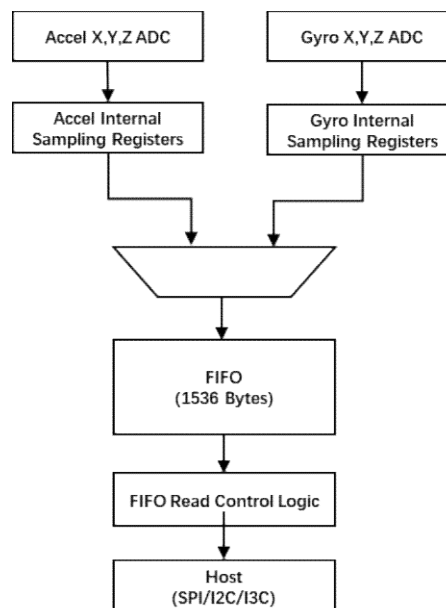 Accel X,Y,Z ADC
Gyro X,Y,Z ADC
Accel Internal
Sampling Registers
Gyro Internal
Sampling Registers
FIFO
(1536 Bytes)
FIFO Read Control Logic
Host
(SPI/I2C/I3C)